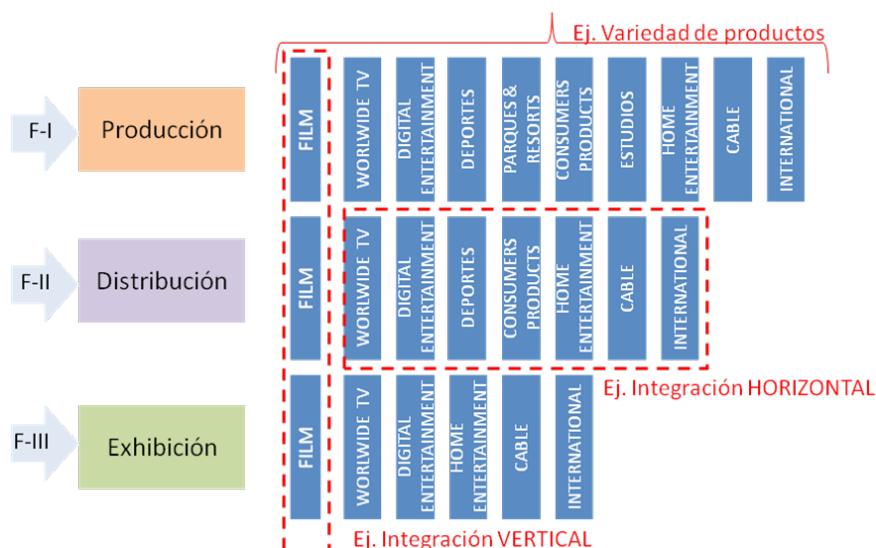 Ej. Variedad de productos
F-I
Producción
FILM
WORLWIDE TV
DIGITAL
ENTERTAINMENT
DEPORTES
PARQUES &
RESORTS
CONSUMERS
PRODUCTS
ESTUDIOS
HOME
ENTERTAINMENT
CABLE
INTERNATIONAL
F-II
Distribución
FILM
WORLWIDE TV
DIGITAL
ENTERTAINMENT
DEPORTES
CONSUMERS
PRODUCTS
HOME
ENTERTAINMENT
CABLE
INTERNATIONAL
Ej. Integración HORIZONTAL
F-III
Exhibición
FILM
WORLWIDE TV
DIGITAL
ENTERTAINMENT
HOME
ENTERTAINMENT
CABLE
INTERNATIONAL
Ej. Integración VERTICAL